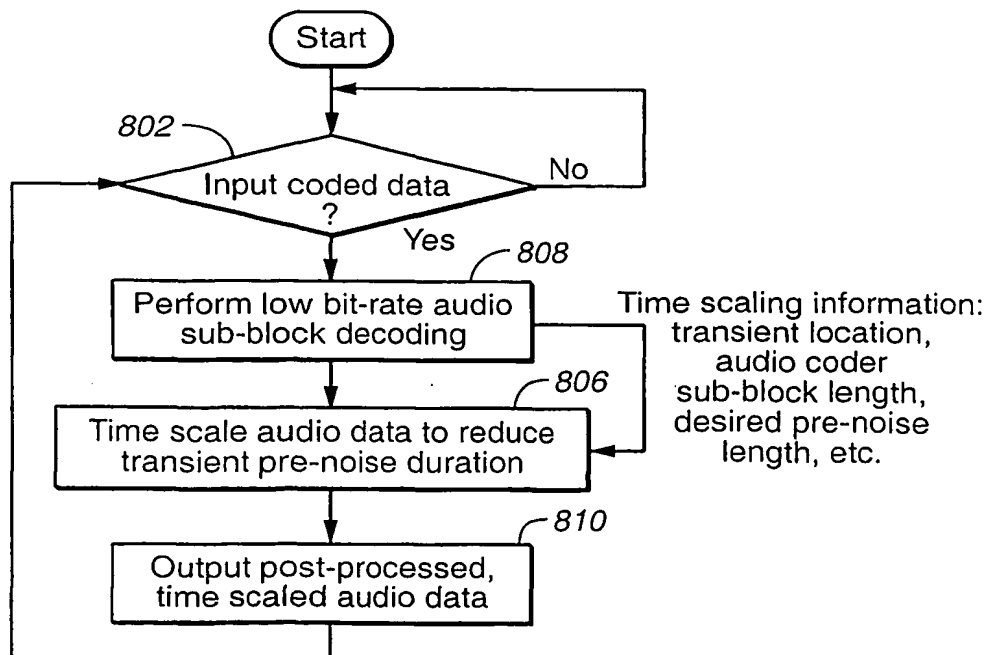 Start
802
Input coded data
?
No
Yes
808
Perform low bit-rate audio
sub-block decoding
Time scaling information:
transient location,
audio coder
sub-block length,
desired pre-noise
length, etc.
806
Time scale audio data to reduce
transient pre-noise duration
810
Output post-processed,
time scaled audio data